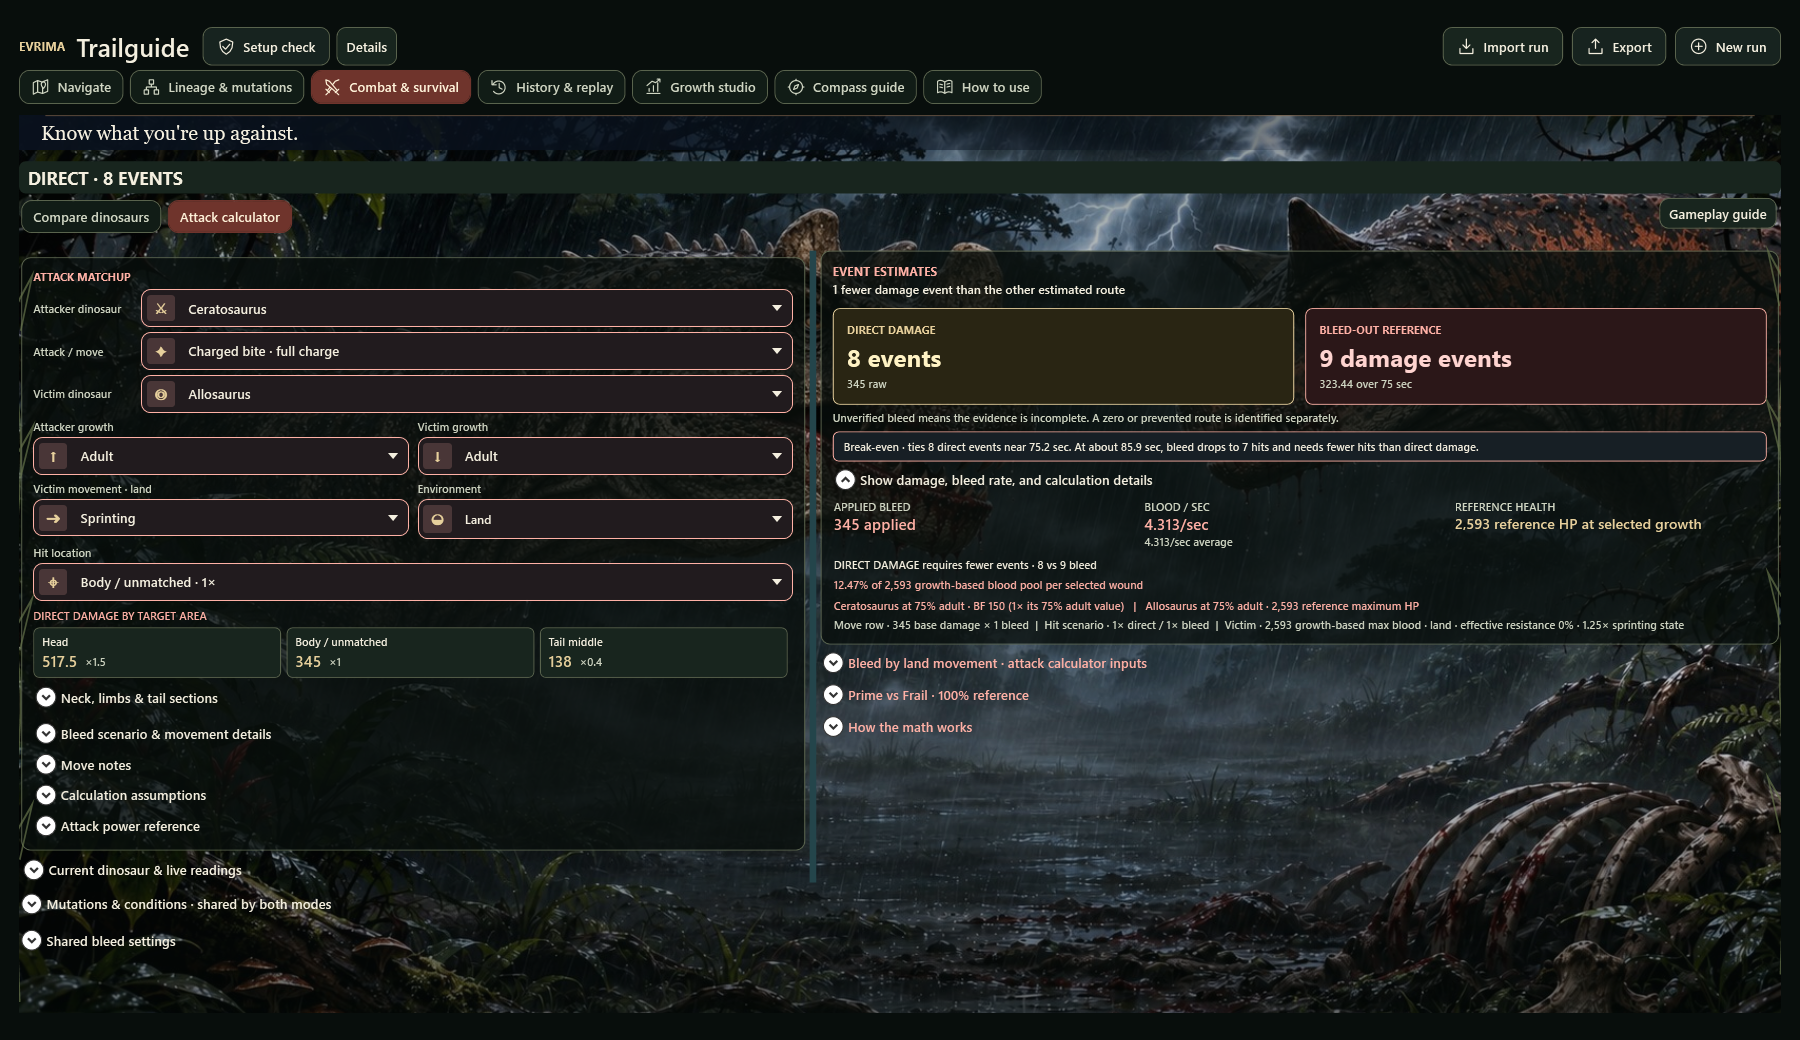 EVRIMA Trailguide
Setup check
Details
Import run
Export
New run
Navigate
Lineage & mutations
Combat & survival
History & replay
Growth studio
Compass guide
How to use
Know what you're up against.
DIRECT · 8 EVENTS
Compare dinosaurs
Attack calculator
Gameplay guide
ATTACK MATCHUP
Attacker dinosaur
Ceratosaurus
Attack / move
Charged bite · full charge
Victim dinosaur
Allosaurus
Attacker growth
Victim growth
Adult
Adult
Victim movement · land
Environment
Sprinting
Land
Hit location
Body / unmatched · 1×
DIRECT DAMAGE BY TARGET AREA
Head
517.5 ×1.5
Body / unmatched
345 ×1
Tail middle
138 ×0.4
Neck, limbs & tail sections
Bleed scenario & movement details
Move notes
Calculation assumptions
Attack power reference
Current dinosaur & live readings
Mutations & conditions · shared by both modes
Shared bleed settings
EVENT ESTIMATES
1 fewer damage event than the other estimated route
DIRECT DAMAGE
8 events
345 raw
BLEED-OUT REFERENCE
9 damage events
323.44 over 75 sec
Unverified bleed means the evidence is incomplete. A zero or prevented route is identified separately.
Break-even · ties 8 direct events near 75.2 sec. At about 85.9 sec, bleed drops to 7 hits and needs fewer hits than direct damage.
Show damage, bleed rate, and calculation details
APPLIED BLEED
345 applied
BLOOD / SEC
4.313/sec
4.313/sec average
REFERENCE HEALTH
2,593 reference HP at selected growth
DIRECT DAMAGE requires fewer events · 8 vs 9 bleed
12.47% of 2,593 growth-based blood pool per selected wound
Ceratosaurus at 75% adult · BF 150 (1× its 75% adult value) | Allosaurus at 75% adult · 2,593 reference maximum HP
Move row · 345 base damage × 1 bleed | Hit scenario · 1× direct / 1× bleed | Victim · 2,593 growth-based max blood · land · effective resistance 0% · 1.25× sprinting state
Bleed by land movement · attack calculator inputs
Prime vs Frail · 100% reference
How the math works